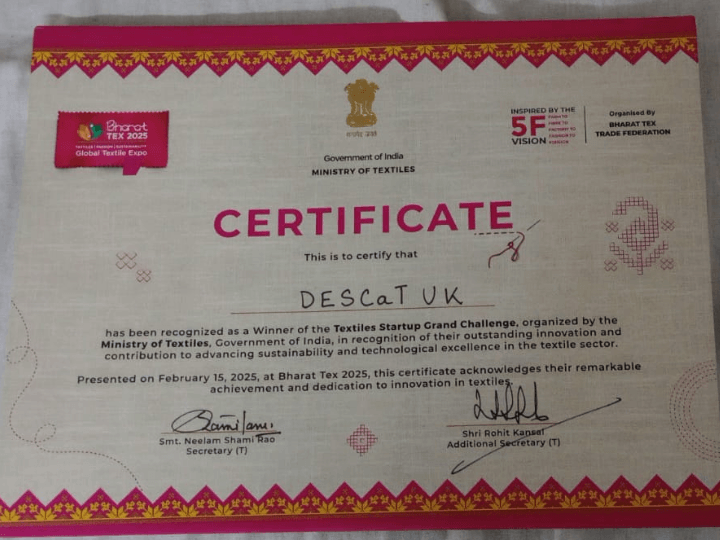 Bharat
TEX 2025
Global Textile Expo
INSPIRED BY THE
5F
VISION
Organised By
BHARAT TEX
TRADE FEDERATION
सत्यमेव जयते
Government of India
MINISTRY OF TEXTILES
CERTIFICATE
This is to certify that
DESCaT UK
has been recognized as a Winner of the Textiles Startup Grand Challenge, organized by the
Ministry of Textiles, Government of India, in recognition of their outstanding innovation and
contribution to advancing sustainability and technological excellence in the textile sector.
Presented on February 15, 2025, at Bharat Tex 2025, this certificate acknowledges their remarkable
achievement and dedication to innovation in textiles.
Smt. Neelam Shami Rao
Secretary (T)
Shri Rohit Kansal
Additional Secretary (T)